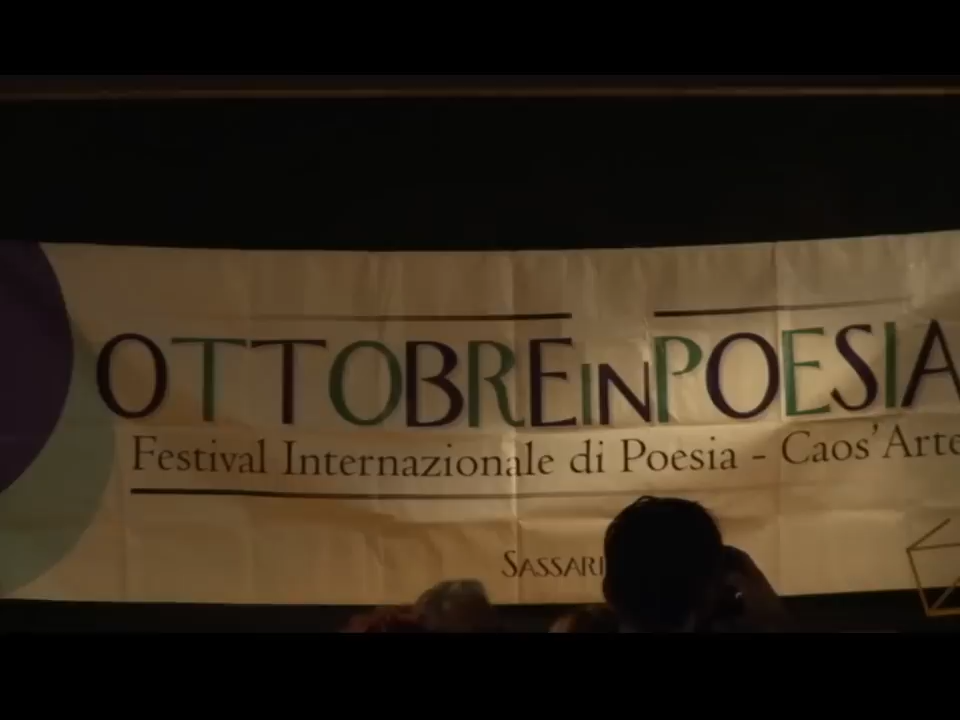 OTTOBREINPOESIA
Festival Internazionale di Poesia - Caos'Arte
SASSARI